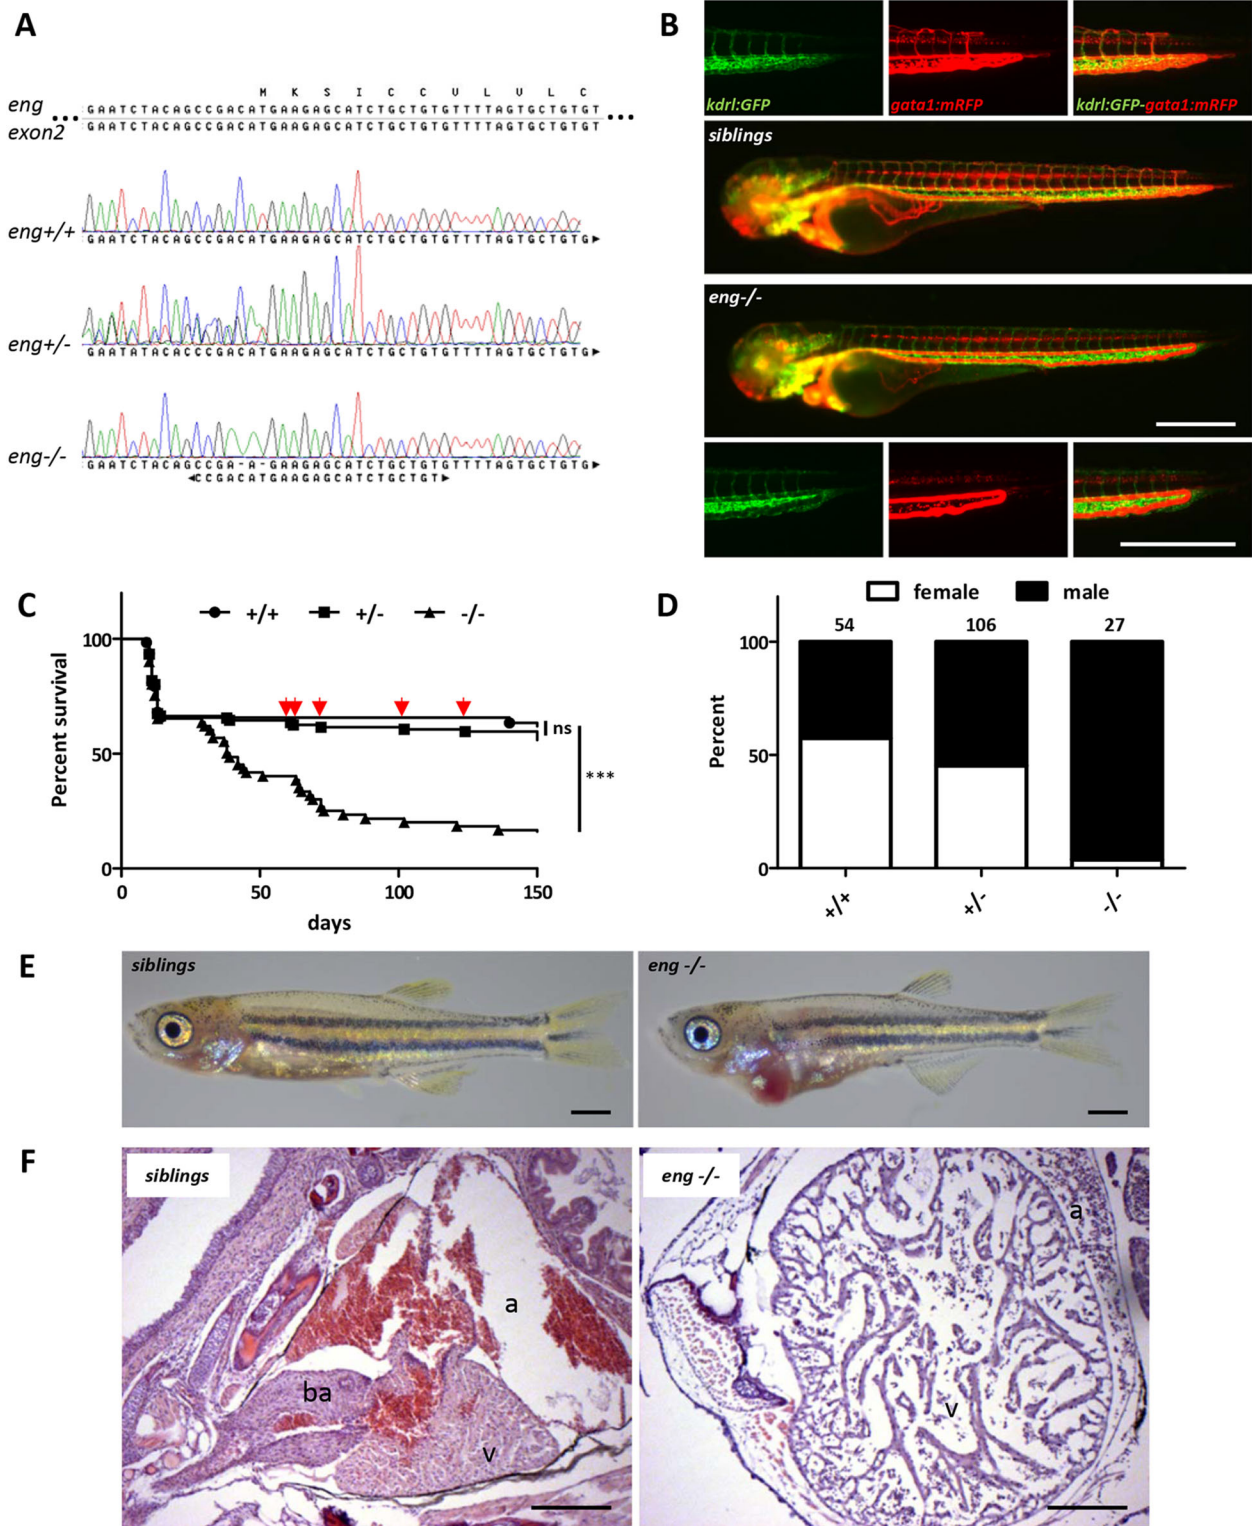 A
M K S I C C V L V L C
eng
...
:GAATCTACAGCCGACATGAAGAGCATCTGCTGTGTTTTAGTGCTGTGT
...
exon2
:GAATCTACAGCCGACATGAAGAGCATCTGCTGTGTTTTAGTGCTGTGT
eng+/+
GAATCTACAGCCGACATGAAGAGCATCTGCTGTGTTTTAGTGCTGTG
eng+/-
GAATATACACCCGACATGAAGAGCATCTGCTGTGTTTTAGTGCTGTG
eng-/-
GAATCTACAGCCGA-A-GAAGAGCATCTGCTGTGTTTTAGTGCTGTG
CCGACATGAAGAGCATCTGCTGT
B
kdrl:GFP
gata1:mRFP
kdrl:GFP-gata1:mRFP
siblings
eng-/-
C
+/+ +/- -/-
Percent survival
100
50
0
0 50 100 150
days
ns
***
D
female male
54 106 27
Percent
100
50
0
+/+ +/- -/-
E
siblings
eng -/-
F
siblings
a
ba
v
eng -/-
a
v